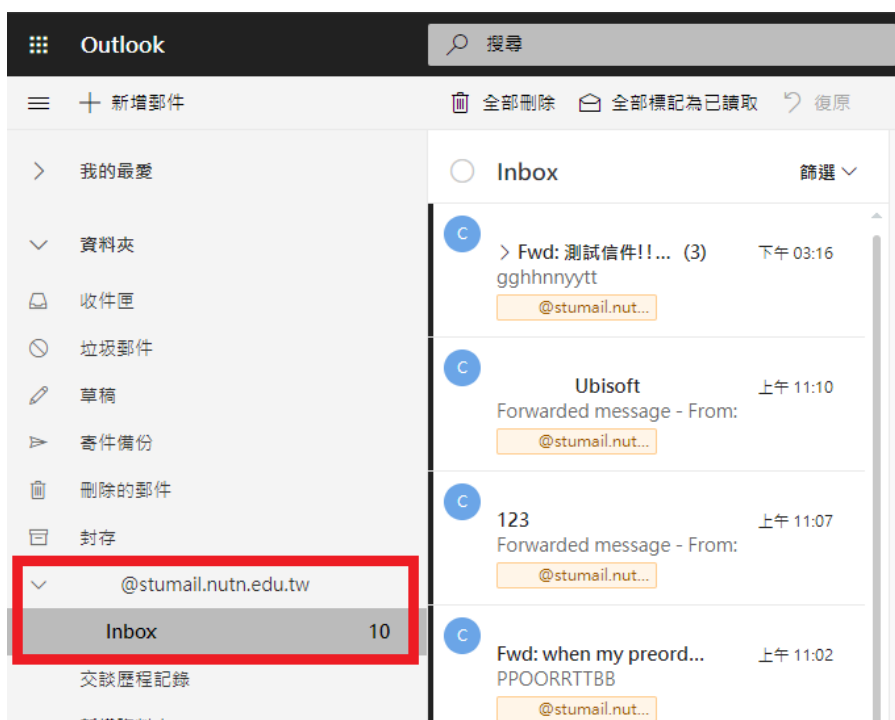 Outlook
搜尋
新增郵件
全部刪除 全部標記為已讀取 復原
我的最愛
資料夾
收件匣
垃圾郵件
草稿
寄件備份
刪除的郵件
封存
@stumail.nutn.edu.tw
Inbox 10
交談歷程記錄
Inbox 篩選
C
> Fwd: 測試信件!!... (3) 下午 03:16
gghhnnyytt
@stumail.nut...
C
Ubisoft 上午 11:10
Forwarded message - From:
@stumail.nut...
C
123 上午 11:07
Forwarded message - From:
@stumail.nut...
C
Fwd: when my preord... 上午 11:02
PPOORRTTBB
@stumail.nut...